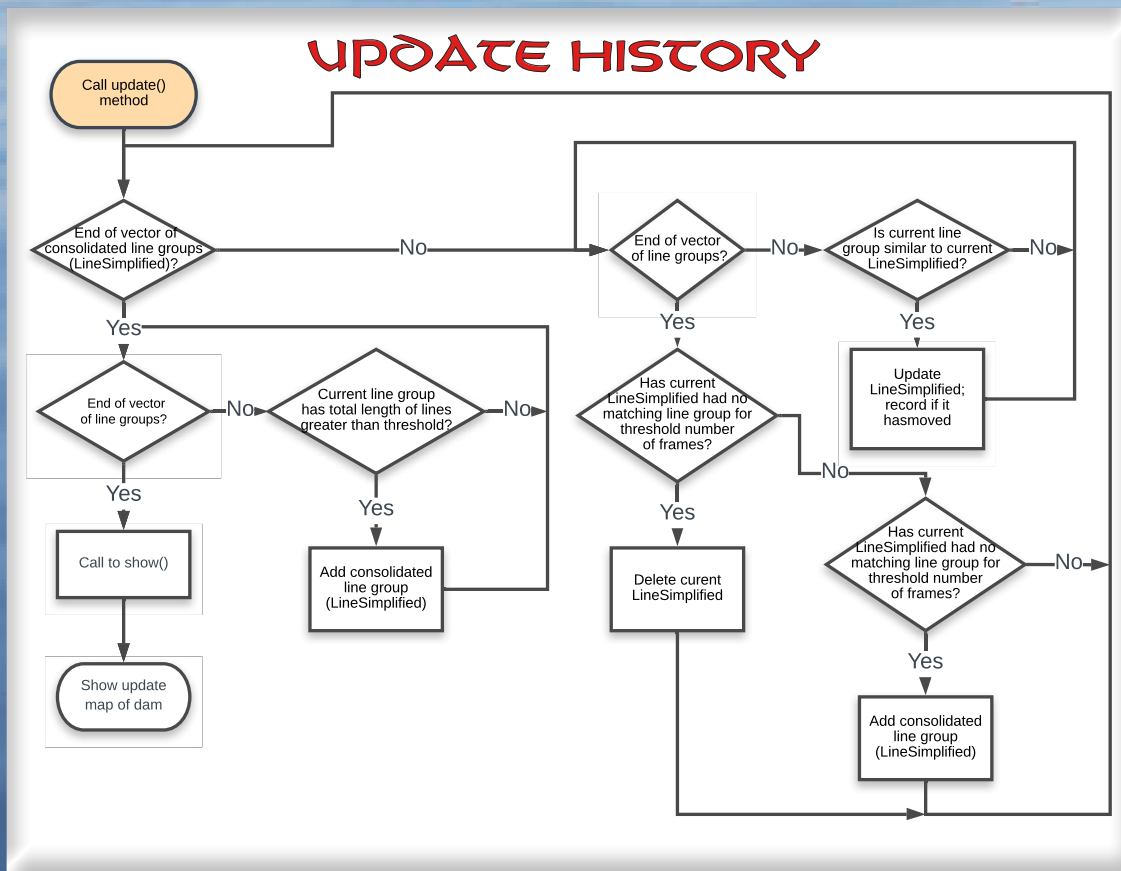 UPDATE HISTORY
Call update()
method
End of vector of
consolidated line groups
(LineSimplified)?
No
End of vector
of line groups?
No
Is current line
group similar to current
LineSimplified?
No
Yes
Yes
Yes
Update
LineSimplified;
record if it
hasmoved
End of vector
of line groups?
No
Current line group
has total length of lines
greater than threshold?
No
Has current
LineSimplified had no
matching line group for
threshold number
of frames?
No
Yes
Yes
Yes
Has current
LineSimplified had no
matching line group for
threshold number
of frames?
No
Call to show()
Add consolidated
line group
(LineSimplified)
Delete curent
LineSimplified
Yes
Show update
map of dam
Add consolidated
line group
(LineSimplified)